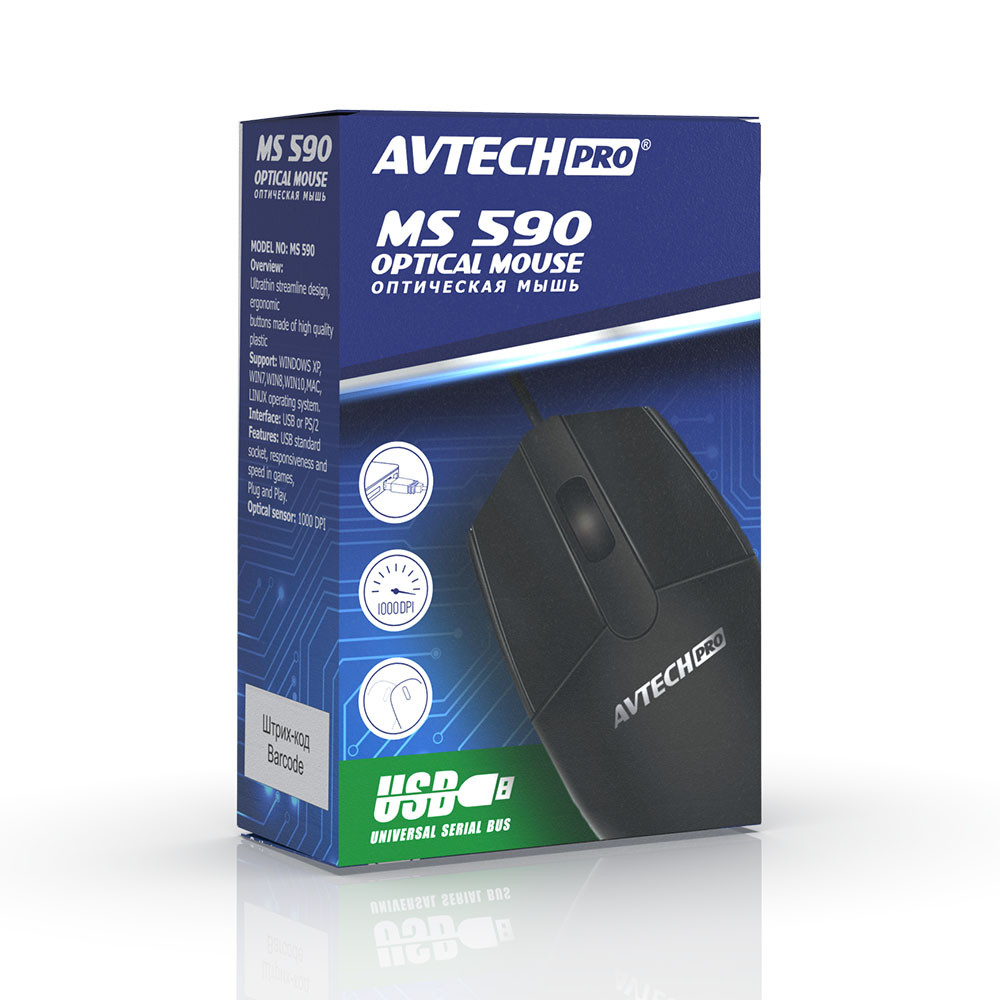 MS 590
OPTICAL MOUSE
ОПТИЧЕСКАЯ МЫШЬ
MODEL NO: MS 590
Overview:
Ultrathin streamline design,
ergonomic
buttons made of high quality
plastic
Support: WINDOWS XP,
WIN7,WIN8,WIN10,MAC,
LINUX operating system.
Interface: USB or PS/2
Features: USB standard
socket, responsiveness and
speed in games,
Plug and Play.
Optical sensor: 1000 DPI
Штрих-код
Barcode
AVTECH PRO®
MS 590
OPTICAL MOUSE
ОПТИЧЕСКАЯ МЫШЬ
1000DPI
AVTECH PRO
USB
UNIVERSAL SERIAL BUS